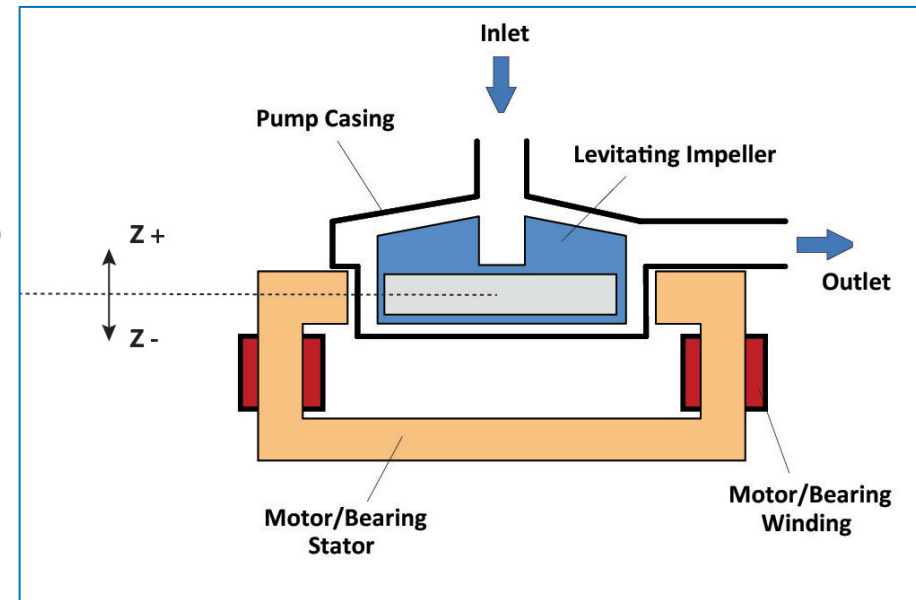 Inlet
Pump Casing
Levitating Impeller
Z +
Outlet
Z -
Motor/Bearing
Stator
Motor/Bearing
Winding